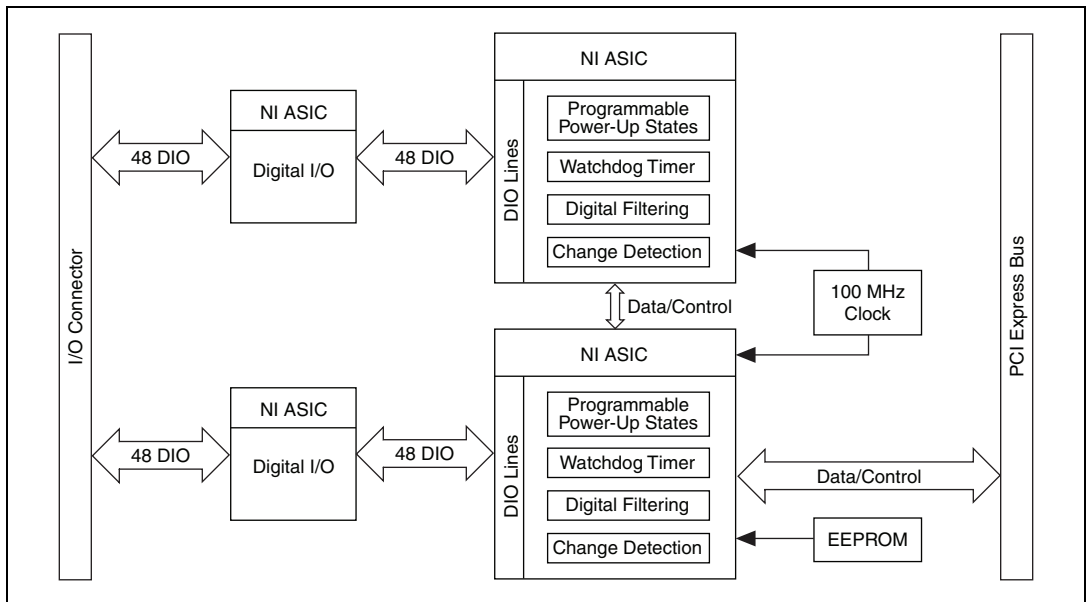 I/O Connector
48 DIO
NI ASIC
Digital I/O
48 DIO
NI ASIC
DIO Lines
Programmable
Power-Up States
Watchdog Timer
Digital Filtering
Change Detection
Data/Control
100 MHz
Clock
PCI Express Bus
48 DIO
NI ASIC
Digital I/O
48 DIO
NI ASIC
DIO Lines
Programmable
Power-Up States
Watchdog Timer
Digital Filtering
Change Detection
Data/Control
EEPROM